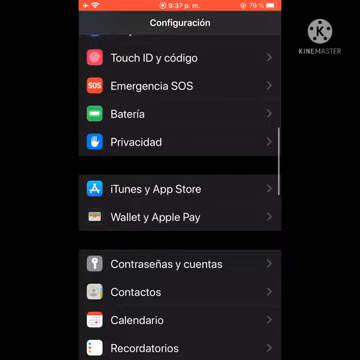 9:37 p. m.
79 %
Configuración
KINEMASTER
Touch ID y código
SOS
Emergencia SOS
Batería
Privacidad
iTunes y App Store
Wallet y Apple Pay
Contraseñas y cuentas
Contactos
Calendario
Recordatorios